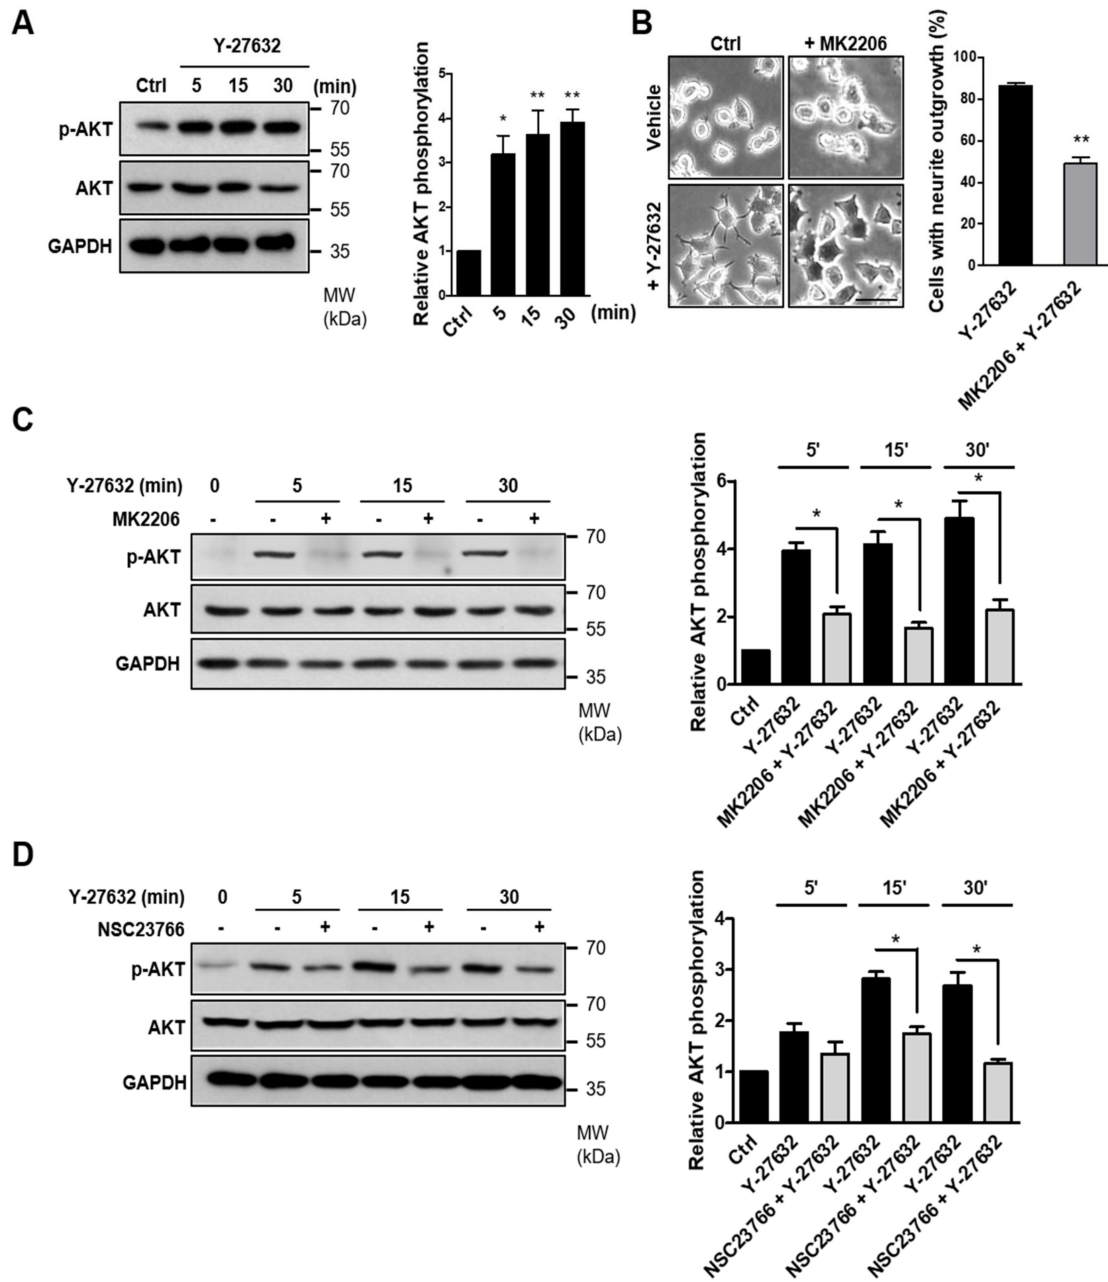 A
Y-27632
Ctrl 5 15 30 (min)
p-AKT
AKT
GAPDH
70
55
70
55
35
MW
(kDa)
Relative AKT phosphorylation
5
4
3
2
1
0
Ctrl 5 15 30 (min)
* ** **
B
Ctrl + MK2206
Vehicle
+ Y-27632
Cells with neurite outgrowth (%)
100
80
60
40
20
0
**
Y-27632
MK2206 + Y-27632
C
Y-27632 (min) 0 5 15 30
MK2206 - - + - + - +
p-AKT
AKT
GAPDH
70
70
55
35
MW
(kDa)
Relative AKT phosphorylation
5' 15' 30'
* * *
6
4
2
0
Ctrl
Y-27632
MK2206 + Y-27632
Y-27632
MK2206 + Y-27632
Y-27632
MK2206 + Y-27632
D
Y-27632 (min) 0 5 15 30
NSC23766 - - + - + - +
p-AKT
AKT
GAPDH
70
70
55
35
MW
(kDa)
Relative AKT phosphorylation
5' 15' 30'
* *
4
3
2
1
0
Ctrl
Y-27632
NSC23766 + Y-27632
Y-27632
NSC23766 + Y-27632
Y-27632
NSC23766 + Y-27632